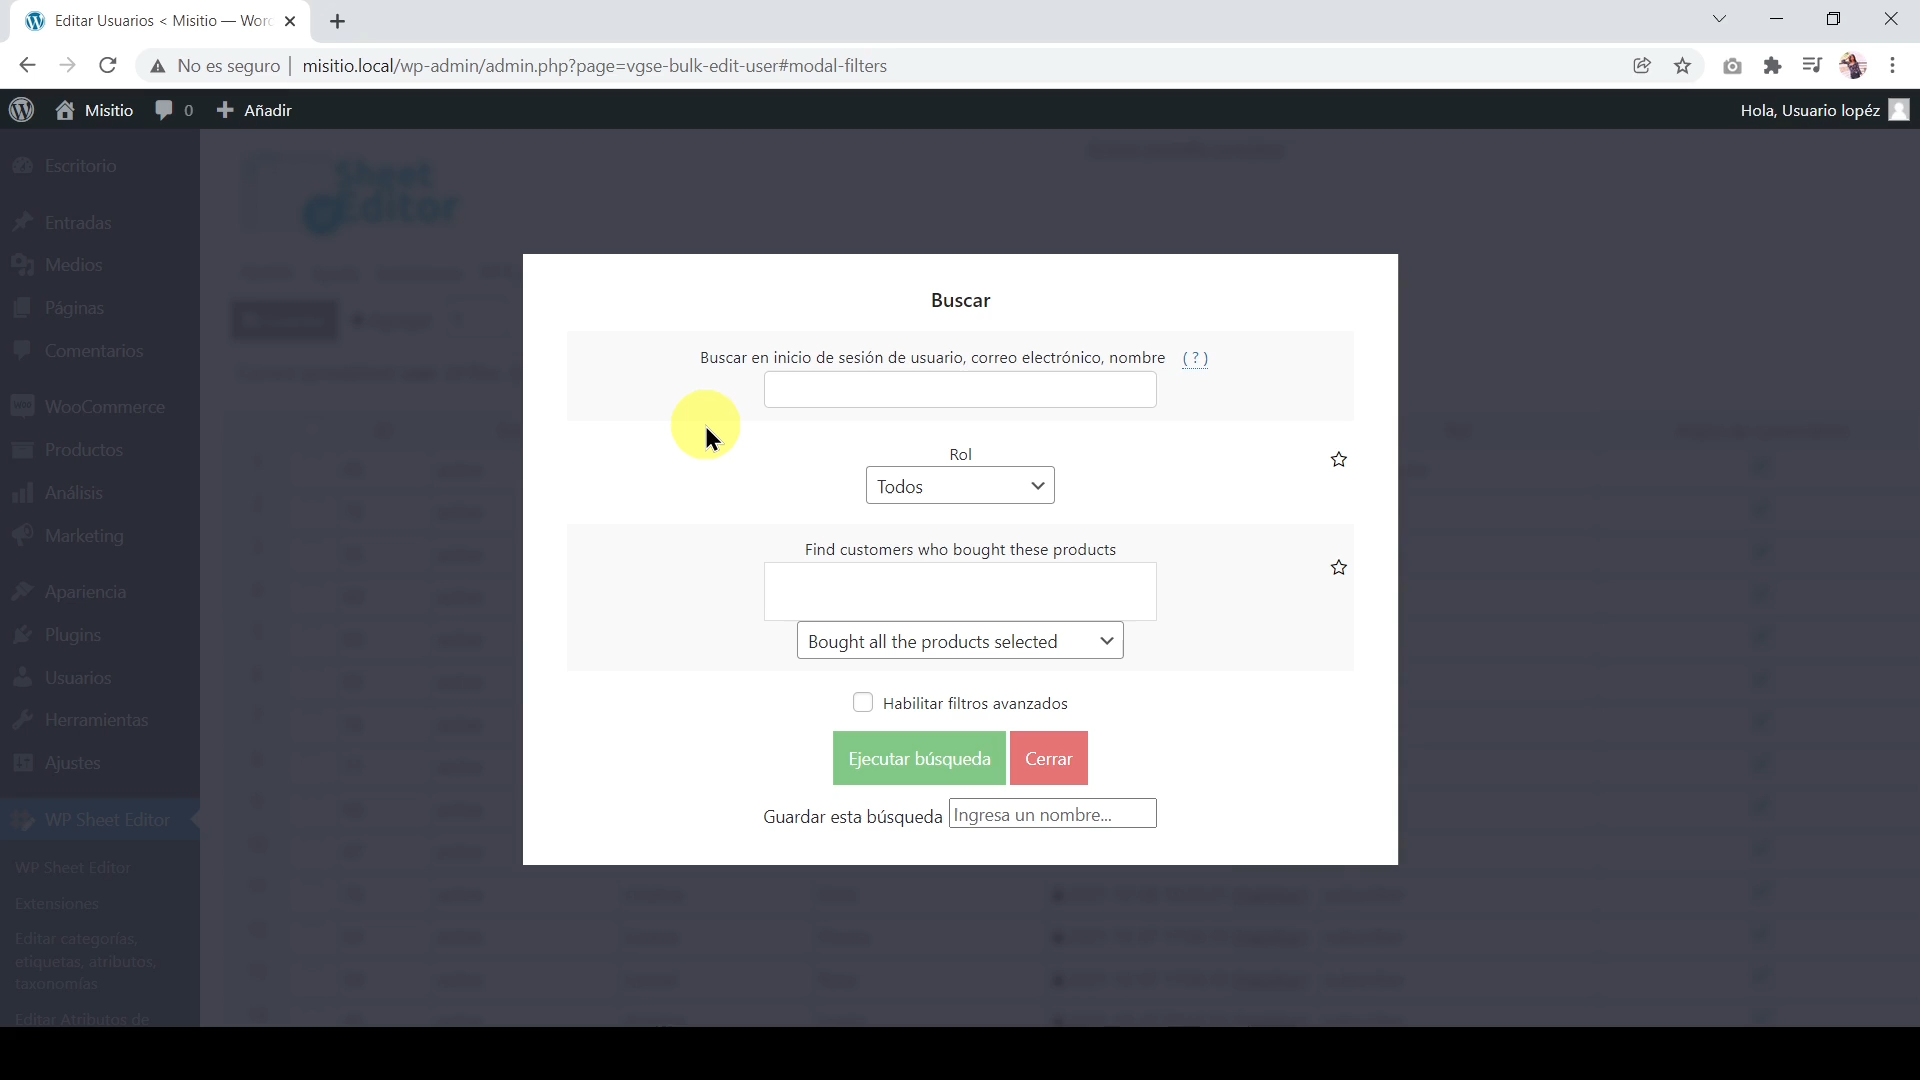 Editar Usuarios < Misitio — Word
No es seguro
misitio.local/wp-admin/admin.php?page=vgse-bulk-edit-user#modal-filters
Misitio
0
Añadir
Hola, Usuario lopéz
Escritorio
Entradas
Medios
Páginas
Comentarios
WooCommerce
Productos
Análisis
Marketing
Apariencia
Plugins
Usuarios
Herramientas
Ajustes
WP Sheet Editor
WP Sheet Editor
Extensiones
Editar categorías,
etiquetas, atributos,
taxonomías
Editar Atributos de
Sheet
Editor
Buscar
Buscar en inicio de sesión de usuario, correo electrónico, nombre (?)
Rol
Todos
Find customers who bought these products
Bought all the products selected
Habilitar filtros avanzados
Ejecutar búsqueda
Cerrar
Guardar esta búsqueda
Ingresa un nombre...